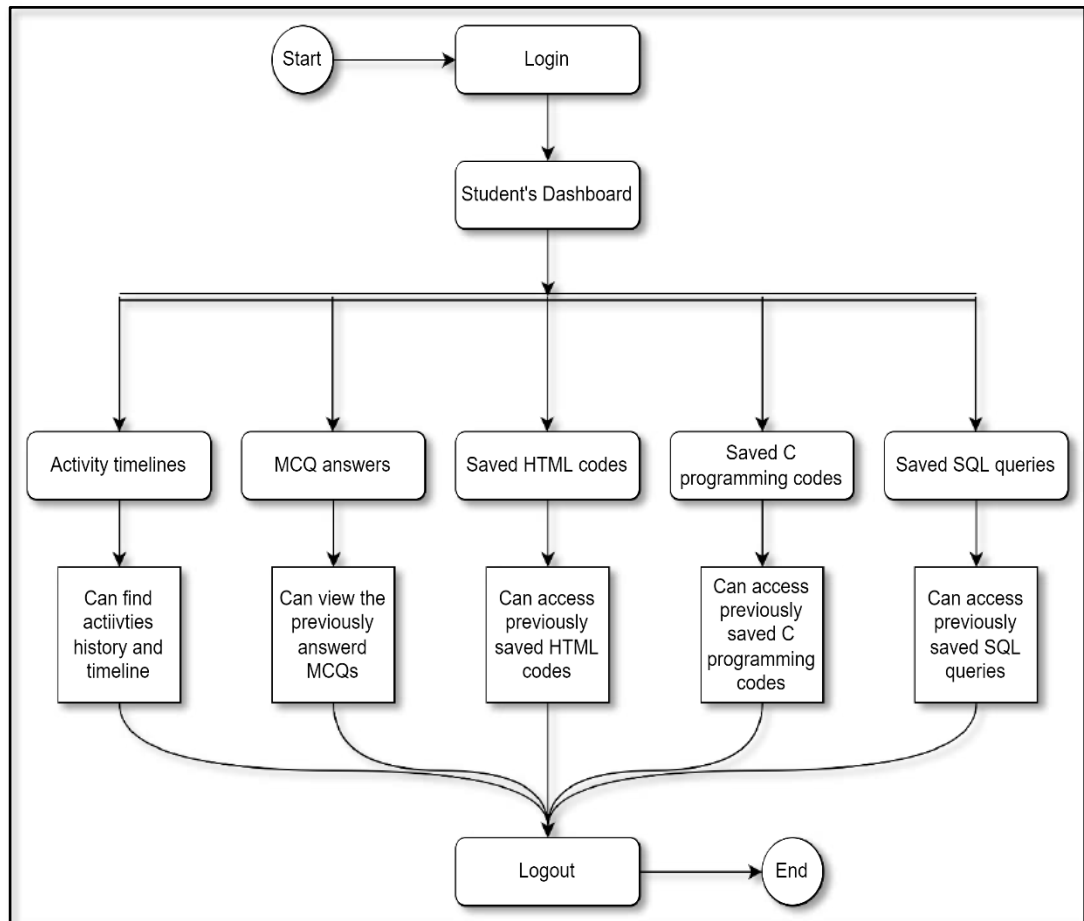 Start
Login
Student's Dashboard
Activity timelines
MCQ answers
Saved HTML codes
Saved C
programming codes
Saved SQL queries
Can find
actiivties
history and
timeline
Can view the
previously
answerd
MCQs
Can access
previously
saved HTML
codes
Can access
previously
saved C
programming
codes
Can access
previously
saved SQL
queries
Logout
End